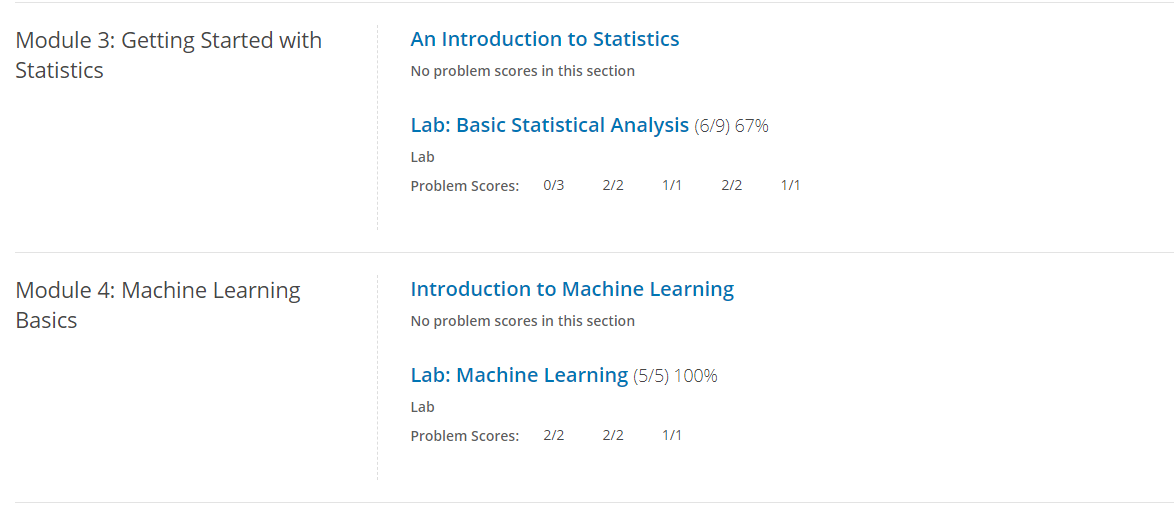 Module 3: Getting Started with
Statistics
An Introduction to Statistics
No problem scores in this section
Lab: Basic Statistical Analysis (6/9) 67%
Lab
Problem Scores: 0/3 2/2 1/1 2/2 1/1
Module 4: Machine Learning
Basics
Introduction to Machine Learning
No problem scores in this section
Lab: Machine Learning (5/5) 100%
Lab
Problem Scores: 2/2 2/2 1/1